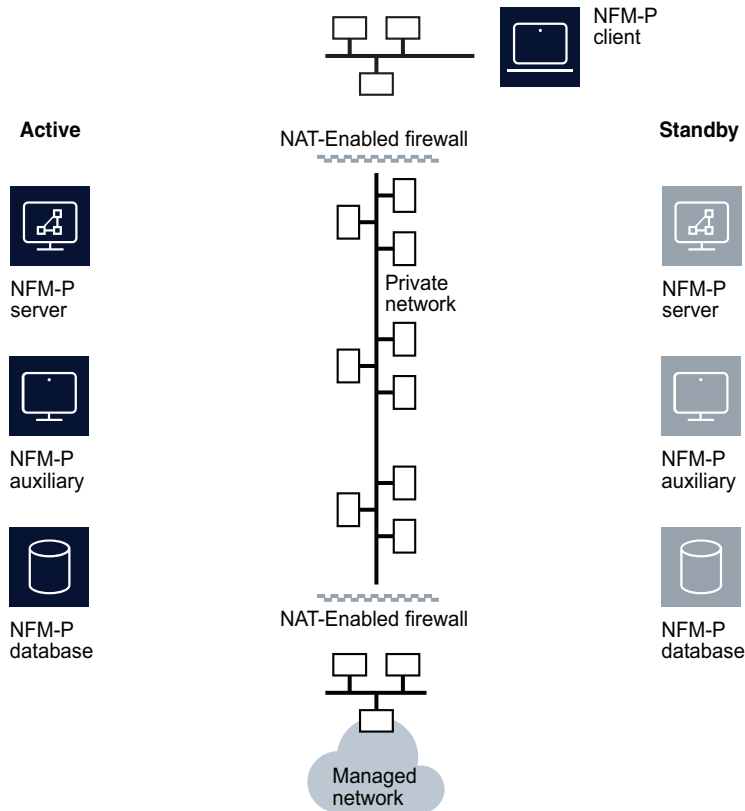 NFM-P
client
Active
NAT-Enabled firewall
Standby
NFM-P
server
Private
network
NFM-P
server
NFM-P
auxiliary
NFM-P
auxiliary
NFM-P
database
NAT-Enabled firewall
NFM-P
database
Managed
network